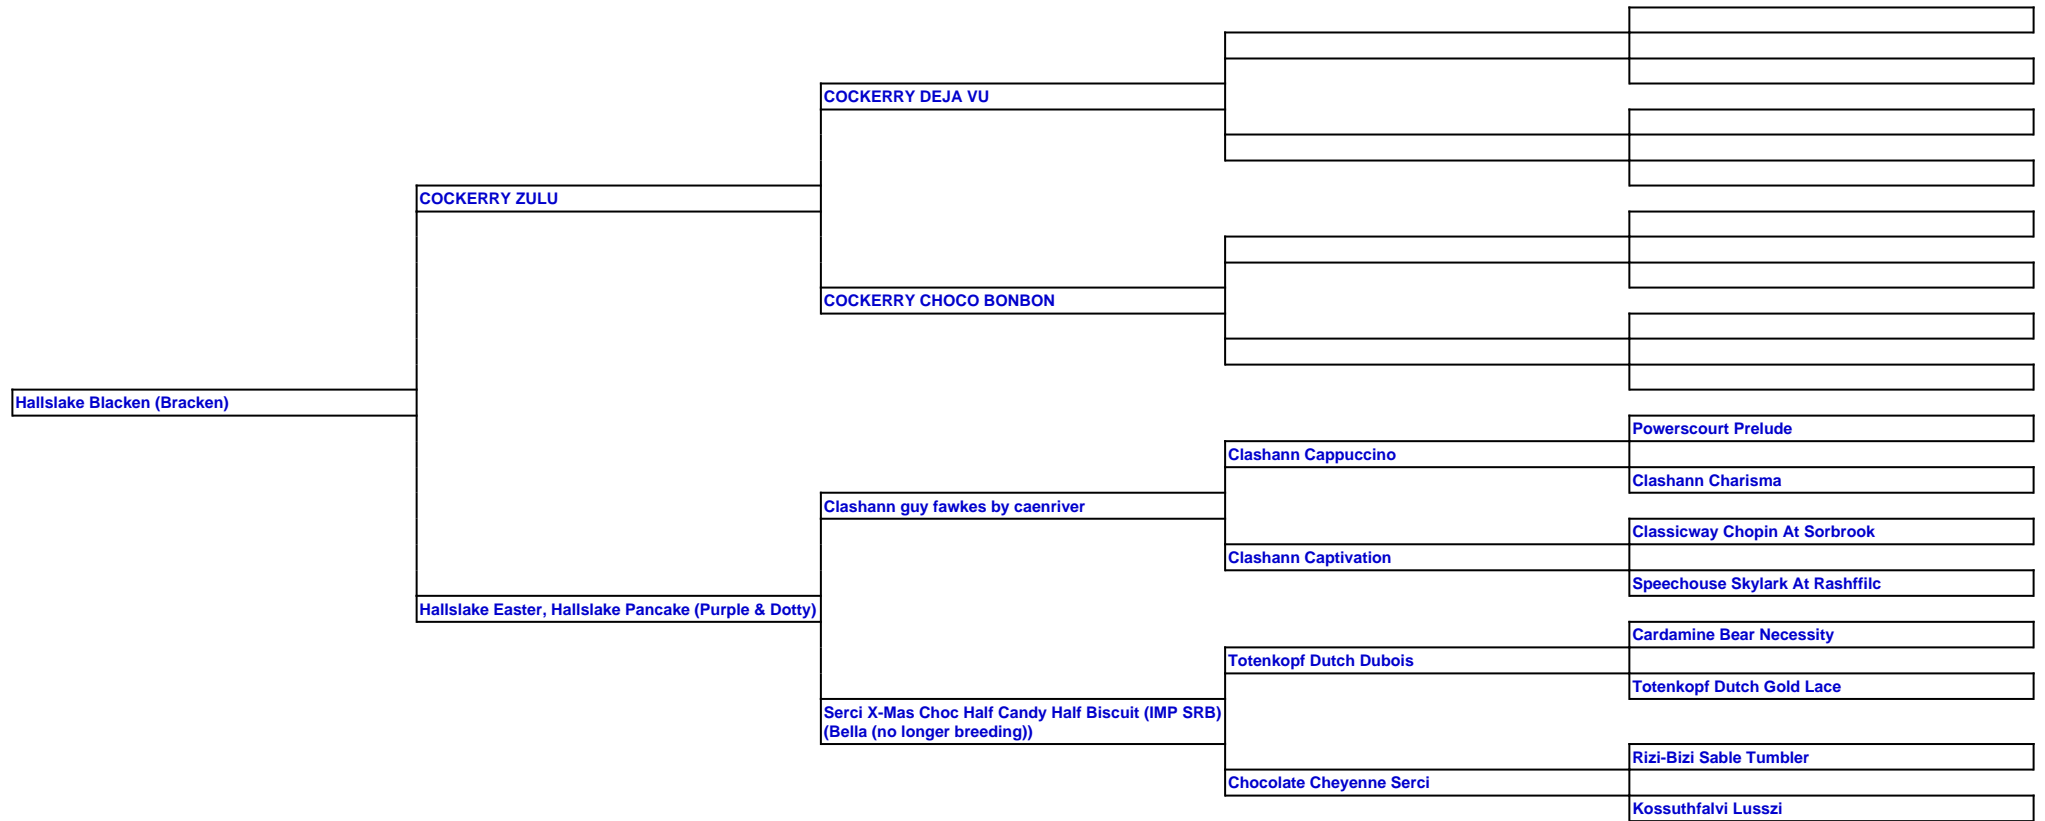 COCKERRY DEJA VU
COCKERRY ZULU
COCKERRY CHOCO BONBON
Hallslake Blacken (Bracken)
Powerscourt Prelude
Clashann Cappuccino
Clashann Charisma
Clashann guy fawkes by caenriver
Classicway Chopin At Sorbrook
Clashann Captivation
Speechouse Skylark At Rashffilc
Hallslake Easter, Hallslake Pancake (Purple & Dotty)
Cardamine Bear Necessity
Totenkopf Dutch Dubois
Totenkopf Dutch Gold Lace
Serci X-Mas Choc Half Candy Half Biscuit (IMP SRB)
(Bella (no longer breeding))
Rizi-Bizi Sable Tumbler
Chocolate Cheyenne Serci
Kossuthfalvi Lusszi